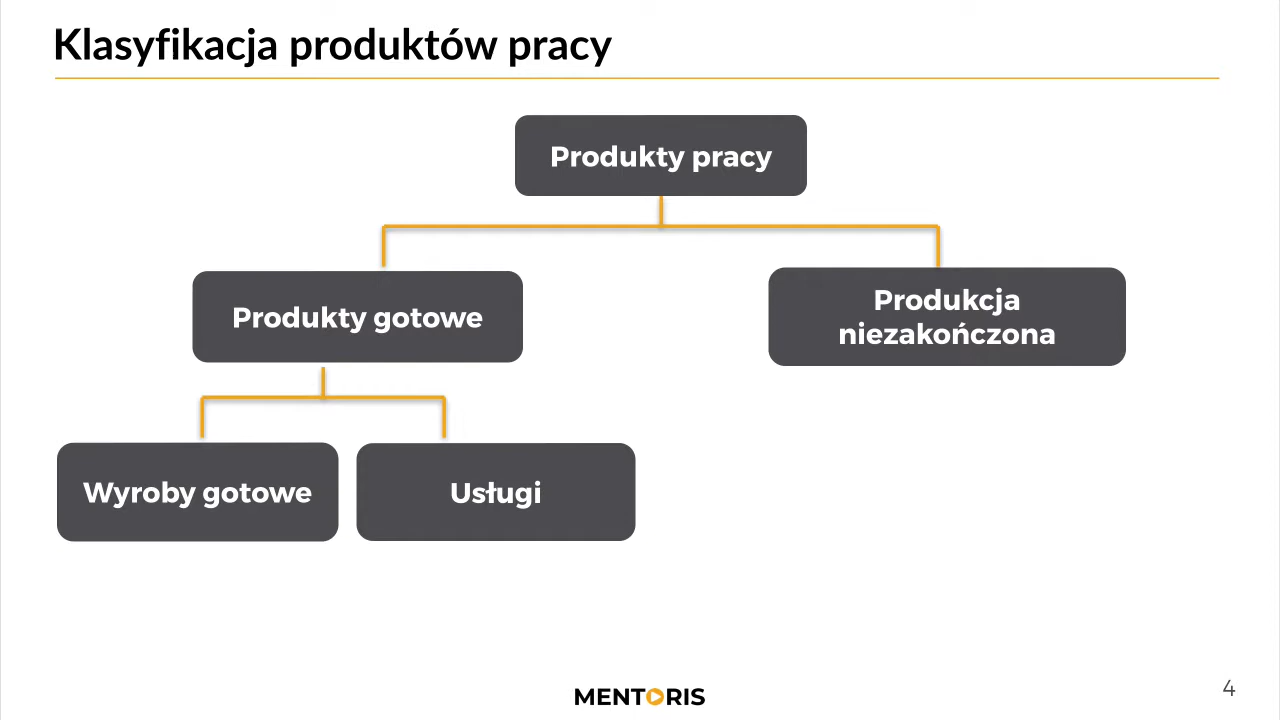 Klasyfikacja produktów pracy
Produkty pracy
Produkty gotowe
Produkcja
niezakończona
Wyroby gotowe
Usługi
MENTORIS
4